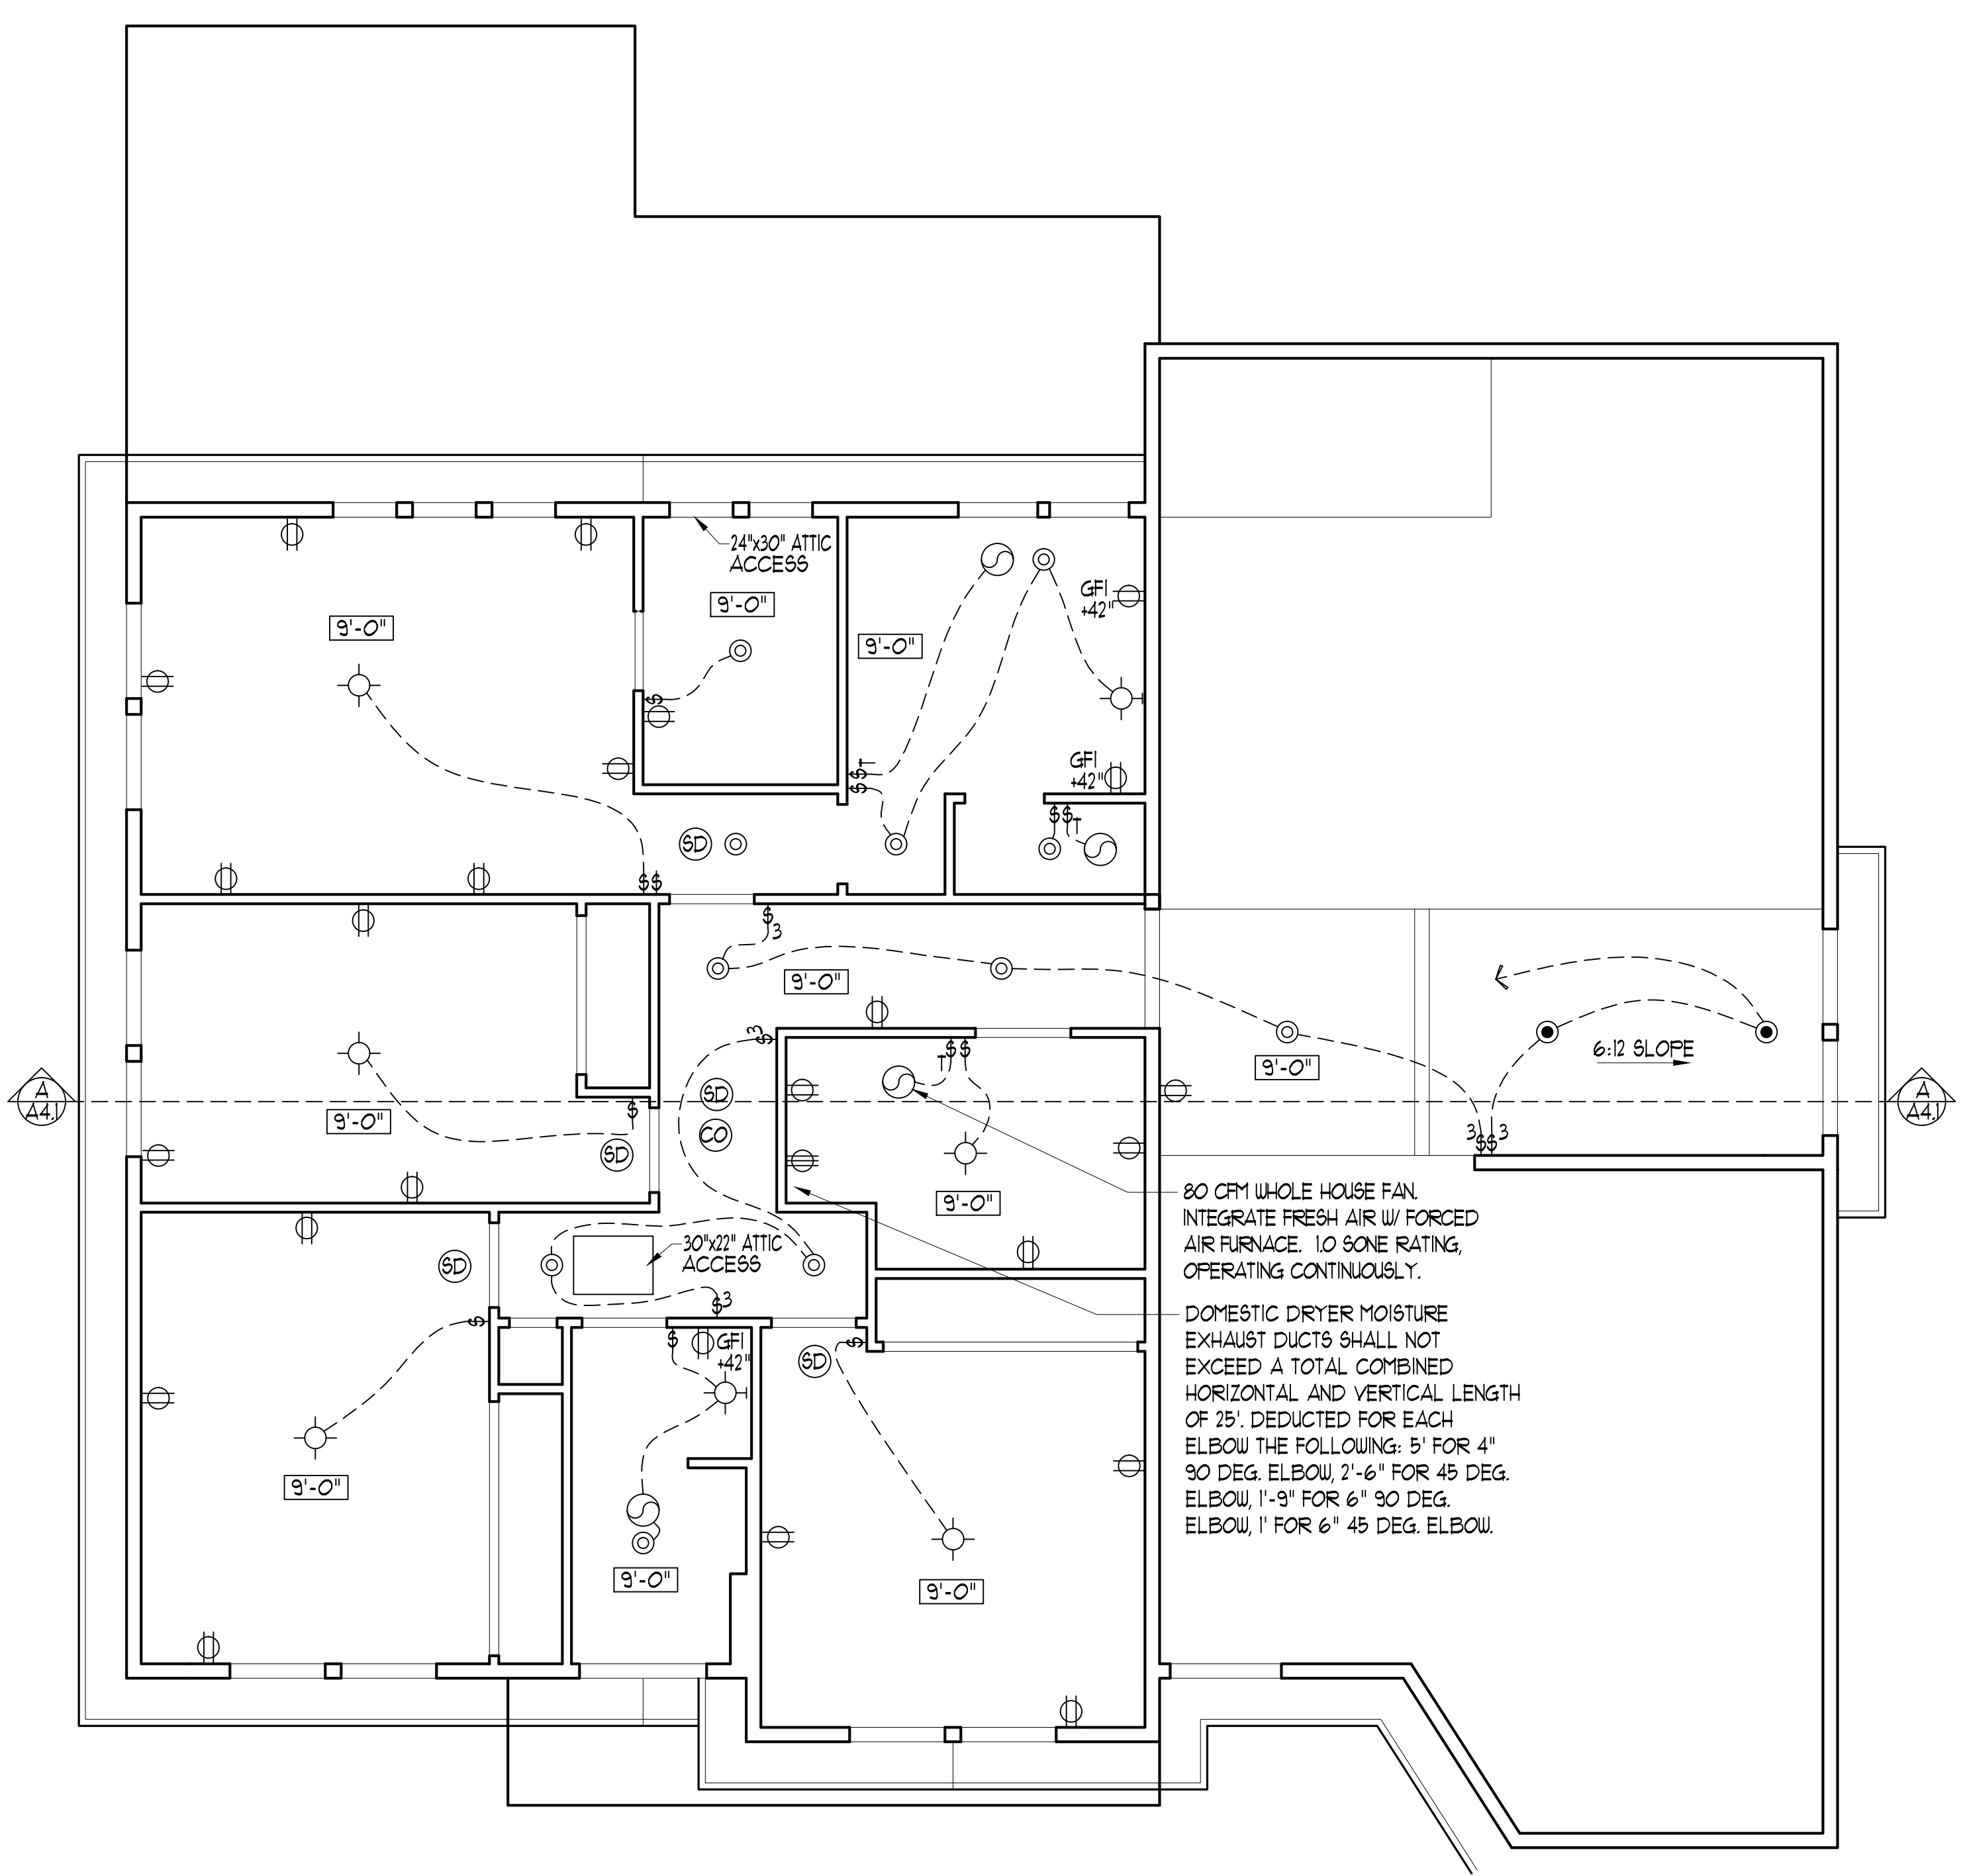 24"x30" ATTIC
ACCESS
9'-0"
GFI
+42"
9'-0"
9'-0"
$
GFI
+42"
$T
$
$$T
SD
$$
$
3
9'-0"
3
$
$T$
9'-0"
6:12 SLOPE
A
A4.1
SD
CO
9'-0"
$
SD
A
A4.1
3$$3
80 CFM WHOLE HOUSE FAN.
INTEGRATE FRESH AIR W/ FORCED
AIR FURNACE. 1.0 SONE RATING,
OPERATING CONTINUOUSLY.
9'-0"
30"x22" ATTIC
ACCESS
SD
$3
$
$
GFI
+42"
SD
$
DOMESTIC DRYER MOISTURE
EXHAUST DUCTS SHALL NOT
EXCEED A TOTAL COMBINED
HORIZONTAL AND VERTICAL LENGTH
OF 25'. DEDUCTED FOR EACH
ELBOW THE FOLLOWING: 5' FOR 4"
90 DEG. ELBOW, 2'-6" FOR 45 DEG.
ELBOW, 1'-9" FOR 6" 90 DEG.
ELBOW, 1' FOR 6" 45 DEG. ELBOW.
9'-0"
9'-0"
9'-0"